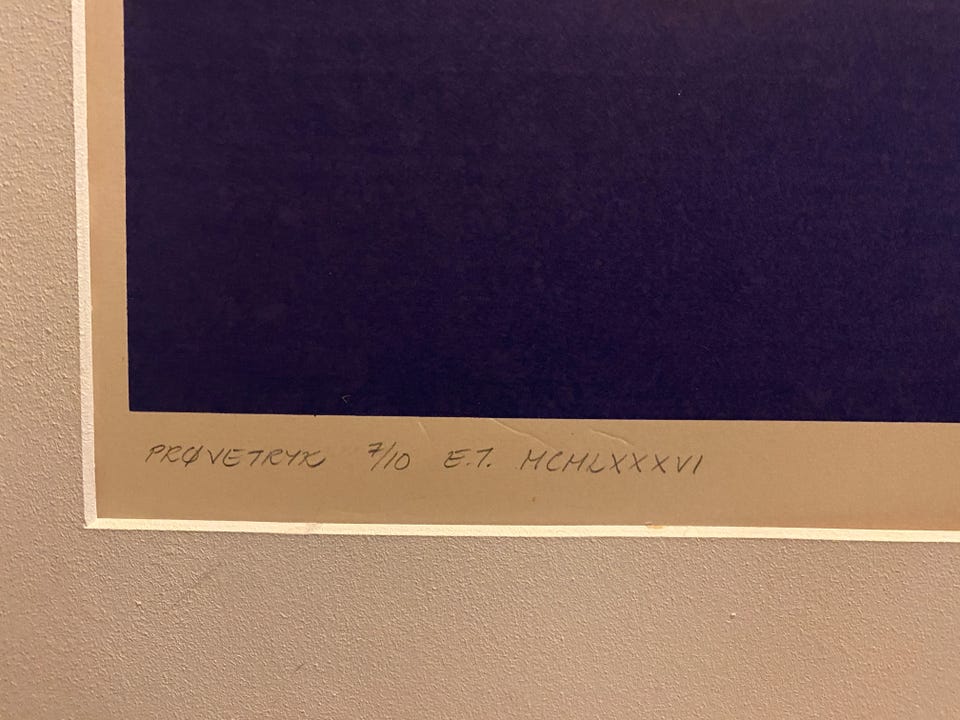 PRØVETRYK 7/10 E.T. MCMLXXXVI